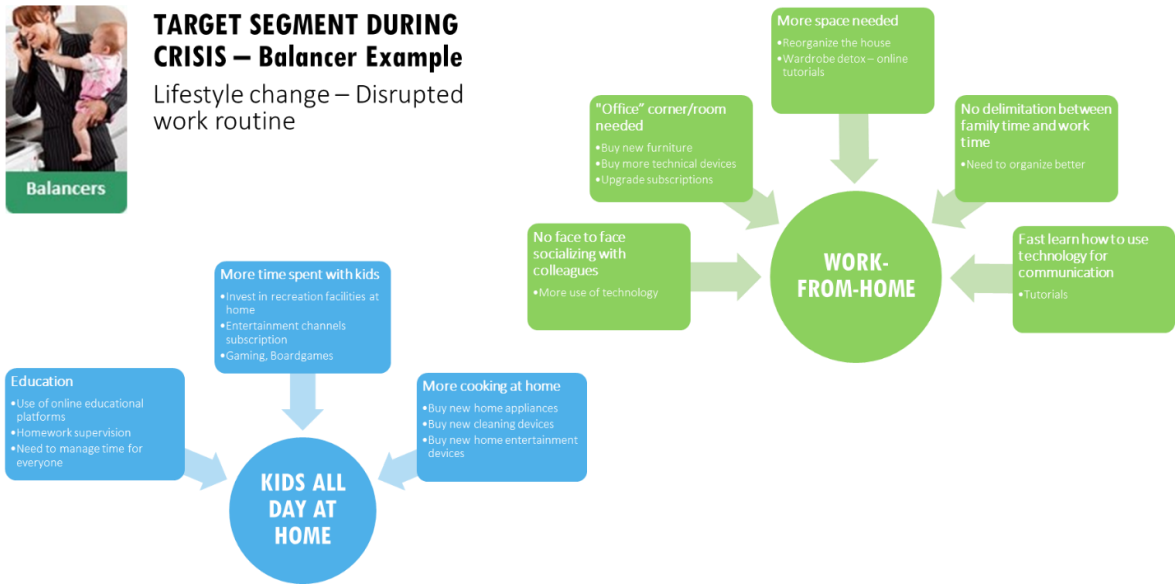 TARGET SEGMENT DURING
CRISIS – Balancer Example
Lifestyle change – Disrupted
work routine
Balancers
More space needed
•Reorganize the house
•Wardrobe detox – online
tutorials
"Office” corner/room
needed
•Buy new furniture
•Buy more technical devices
•Upgrade subscriptions
No delimitation between
family time and work
time
•Need to organize better
No face to face
socializing with
colleagues
•More use of technology
WORK-
FROM-HOME
Fast learn how to use
technology for
communication
•Tutorials
More time spent with kids
•Invest in recreation facilities at
home
•Entertainment channels
subscription
•Gaming, Boardgames
Education
•Use of online educational
platforms
•Homework supervision
•Need to manage time for
everyone
More cooking at home
•Buy new home appliances
•Buy new cleaning devices
•Buy new home entertainment
devices
KIDS ALL
DAY AT
HOME